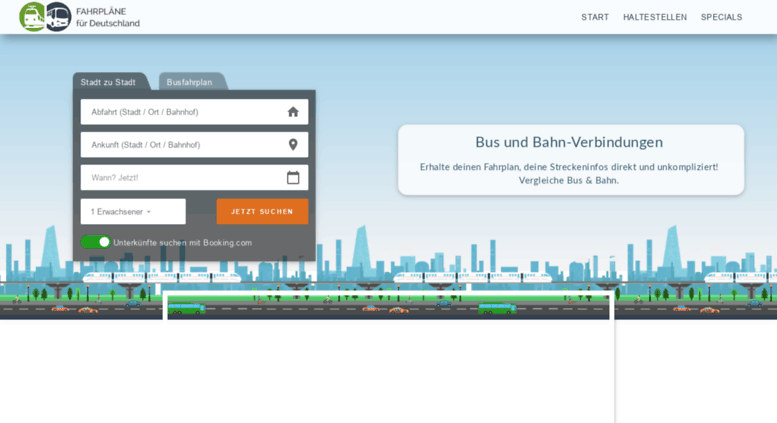 FAHRPLÄNE
für Deutschland
START HALTESTELLEN SPECIALS
Stadt zu Stadt Busfahrplan
Abfahrt (Stadt / Ort / Bahnhof)
Ankunft (Stadt / Ort / Bahnhof)
Wann? Jetzt!
1 Erwachsener
JETZT SUCHEN
Unterkünfte suchen mit Booking.com
Bus und Bahn-Verbindungen
Erhalte deinen Fahrplan, deine Streckeninfos direkt und unkompliziert!
Vergleiche Bus & Bahn.